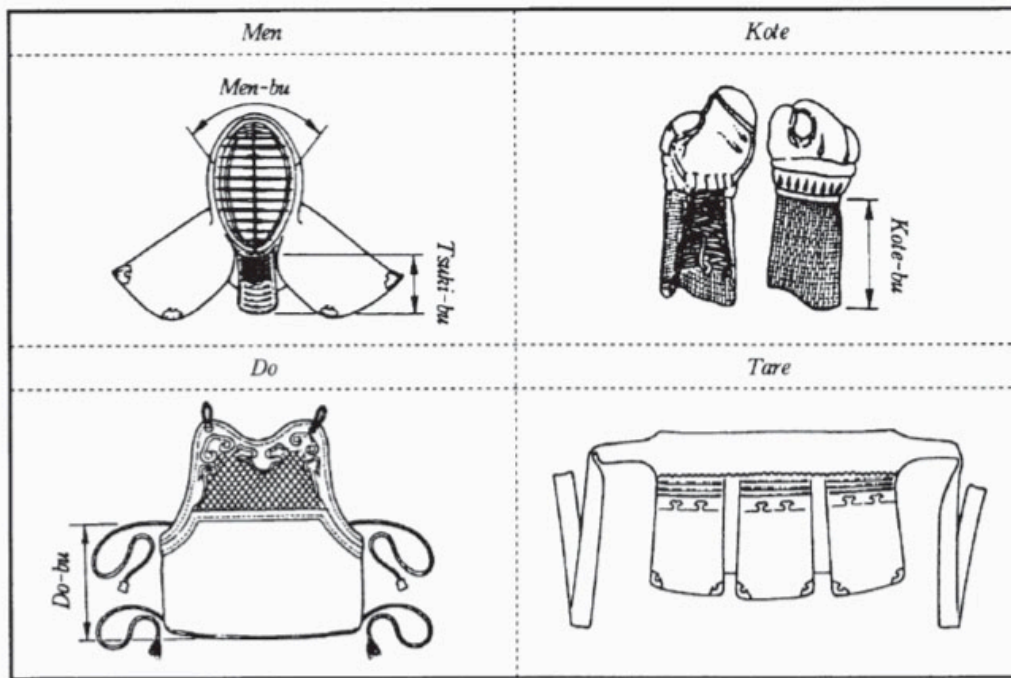 Men
Kote
Men-bu
Tsuki-bu
Kote-bu
Do
Tare
Do-bu